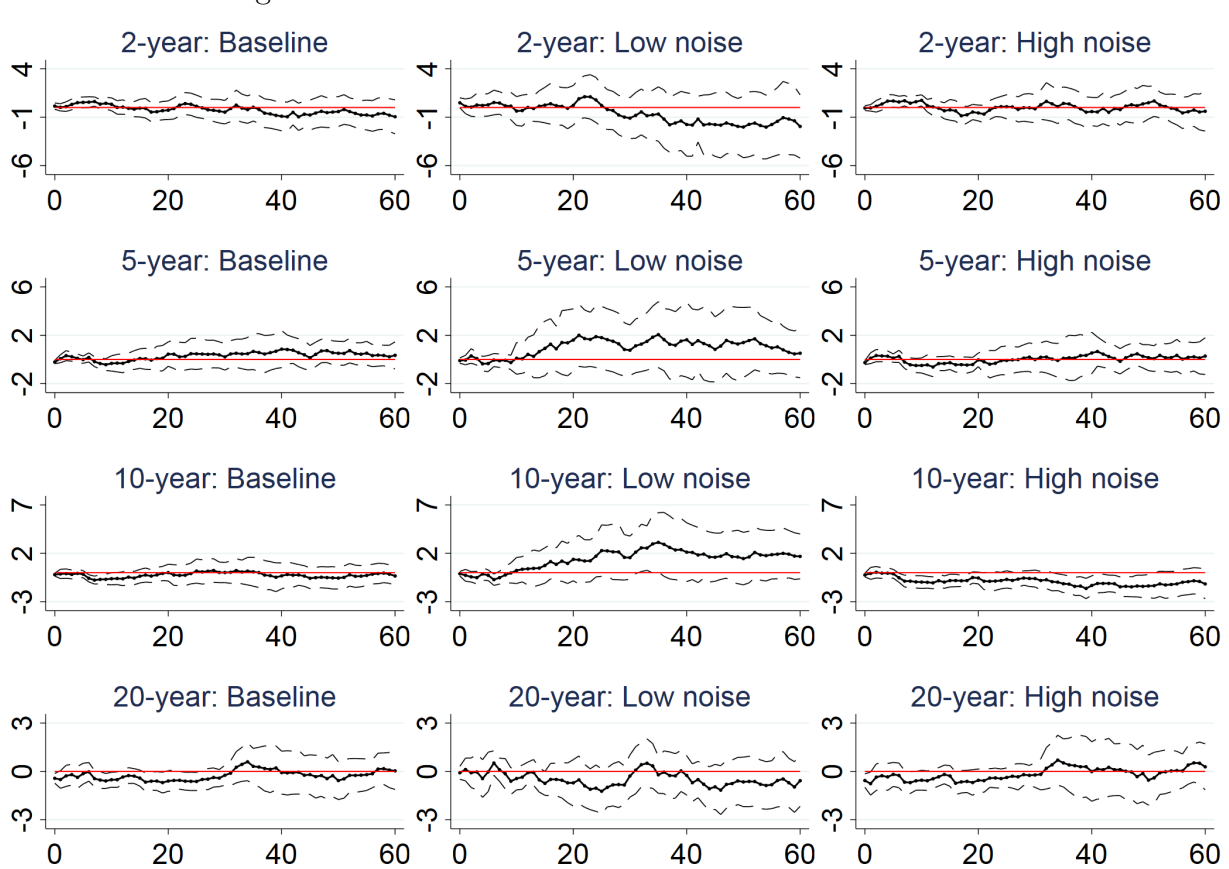 2-year: Baseline 2-year: Low noise 2-year: High noise
4 4 4
-1 -1 -1
-6 -6 -6
0 20 40 60 0 20 40 60 0 20 40 60
5-year: Baseline 5-year: Low noise 5-year: High noise
6 6 6
2 2 2
-2 -2 -2
0 20 40 60 0 20 40 60 0 20 40 60
10-year: Baseline 10-year: Low noise 10-year: High noise
7 7 7
2 2 2
-3 -3 -3
0 20 40 60 0 20 40 60 0 20 40 60
20-year: Baseline 20-year: Low noise 20-year: High noise
3 3 3
0 0 0
-3 -3 -3
0 20 40 60 0 20 40 60 0 20 40 60